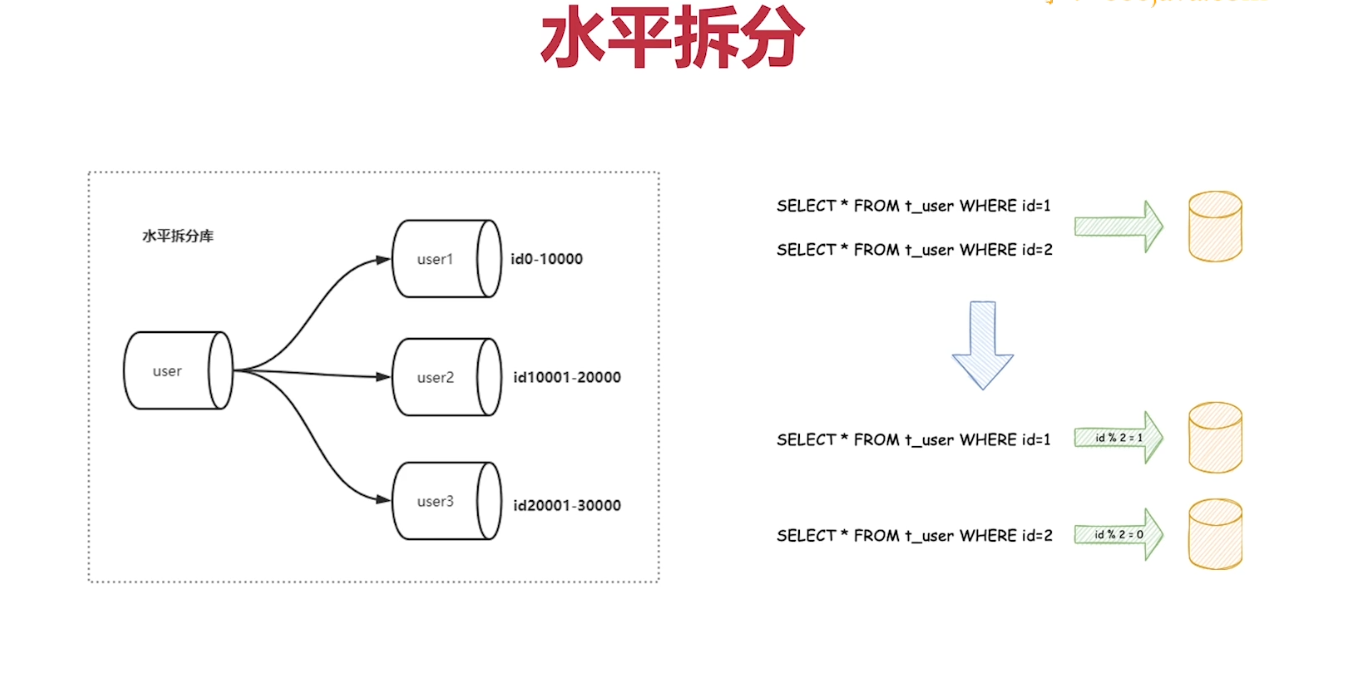 水平拆分
水平拆分库
user
user1
id0-10000
user2
id10001-20000
user3
id20001-30000
SELECT * FROM t_user WHERE id=1
SELECT * FROM t_user WHERE id=2
SELECT * FROM t_user WHERE id=1
id % 2 = 1
SELECT * FROM t_user WHERE id=2
id % 2 = 0